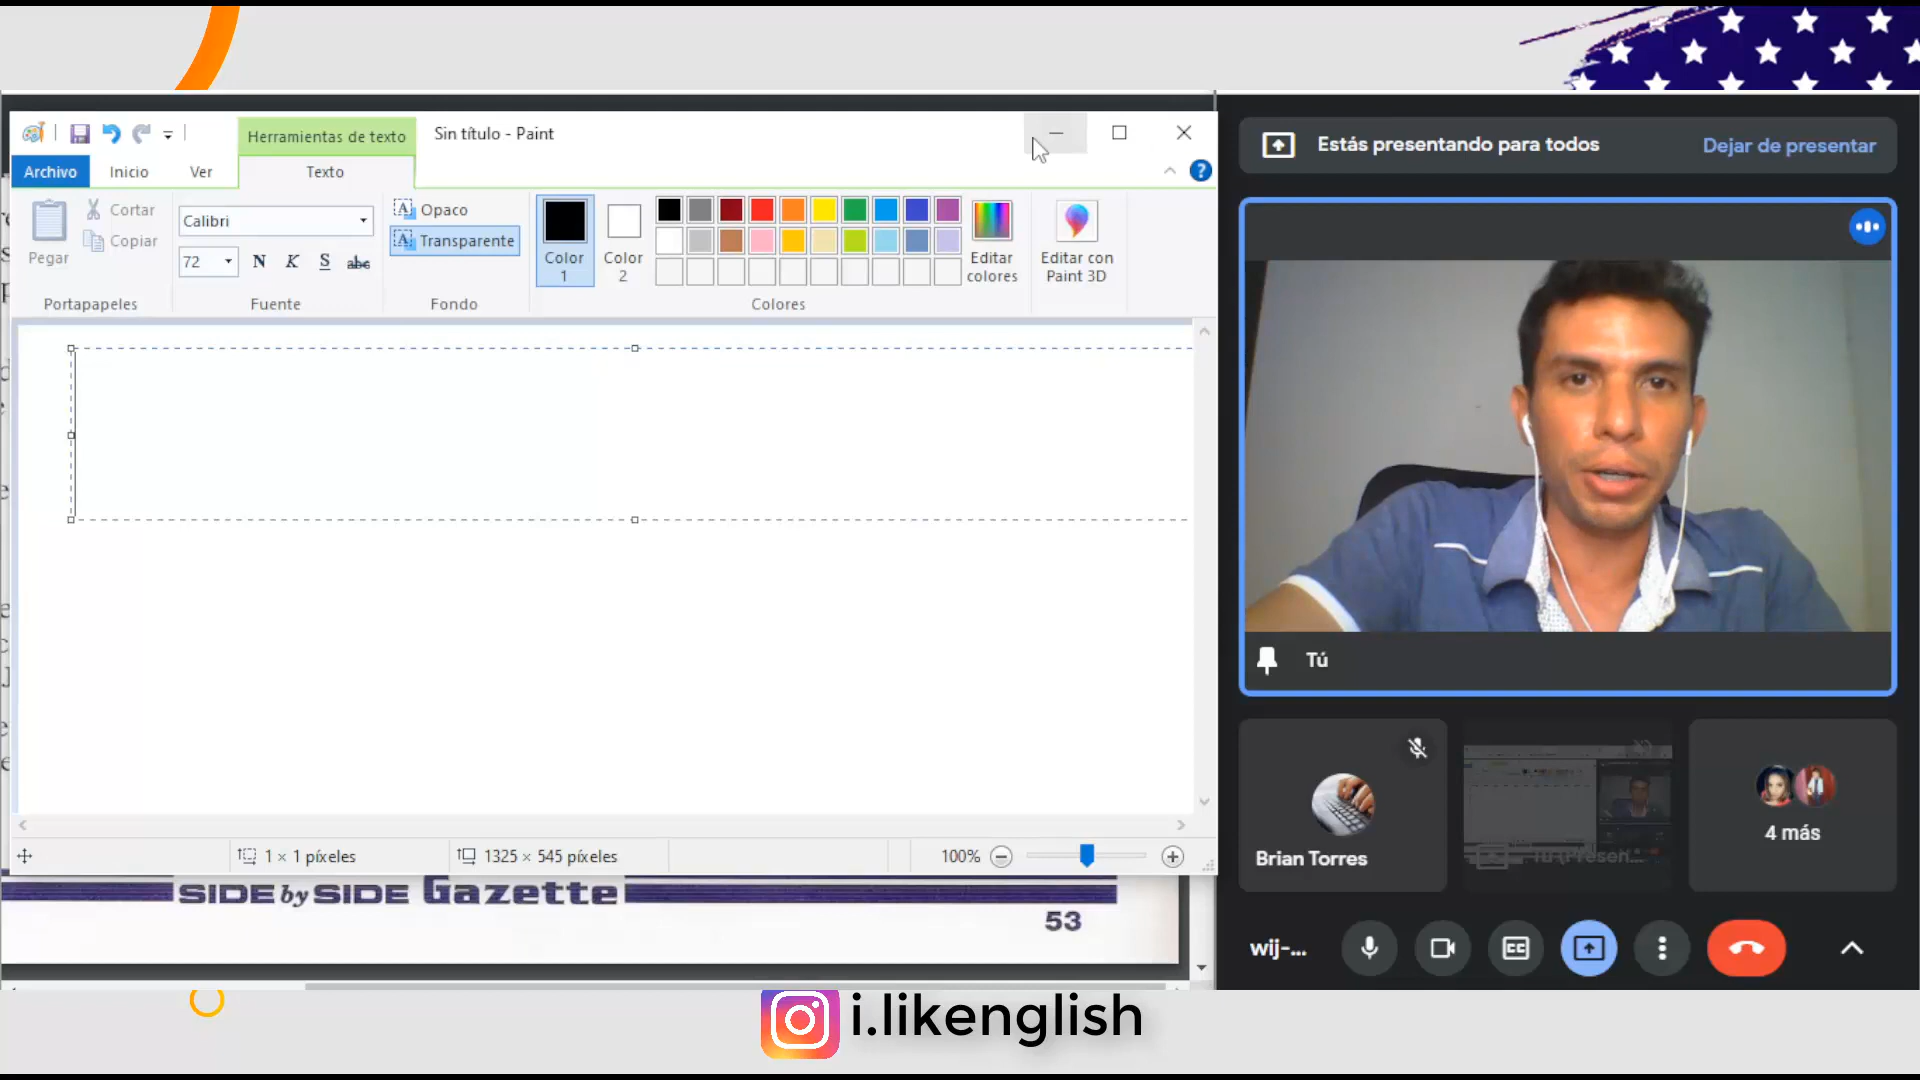 Herramientas de texto
Sin título - Paint
Archivo
Inicio
Ver
Texto
Pegar
Cortar
Copiar
Portapapeles
Calibri
72
N K S abc
Fuente
Opaco
Transparente
Fondo
Color
1
Color
2
Colores
Editar
colores
Editar con
Paint 3D
1 × 1 píxeles
1325 × 545 píxeles
100%
SIDE by SIDE Gazette
53
Estás presentando para todos
Dejar de presentar
Tú
Brian Torres
Tú (Presen...
4 más
wij-...
CC
i.likenglish